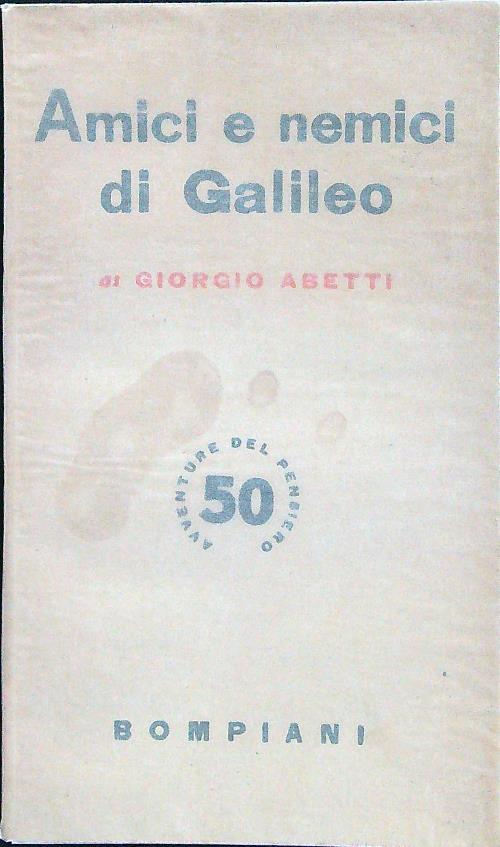 Amici e nemici
di Galileo
di GIORGIO ABETTI
AVVENTURE DEL PENSIERO
50
BOMPIANI